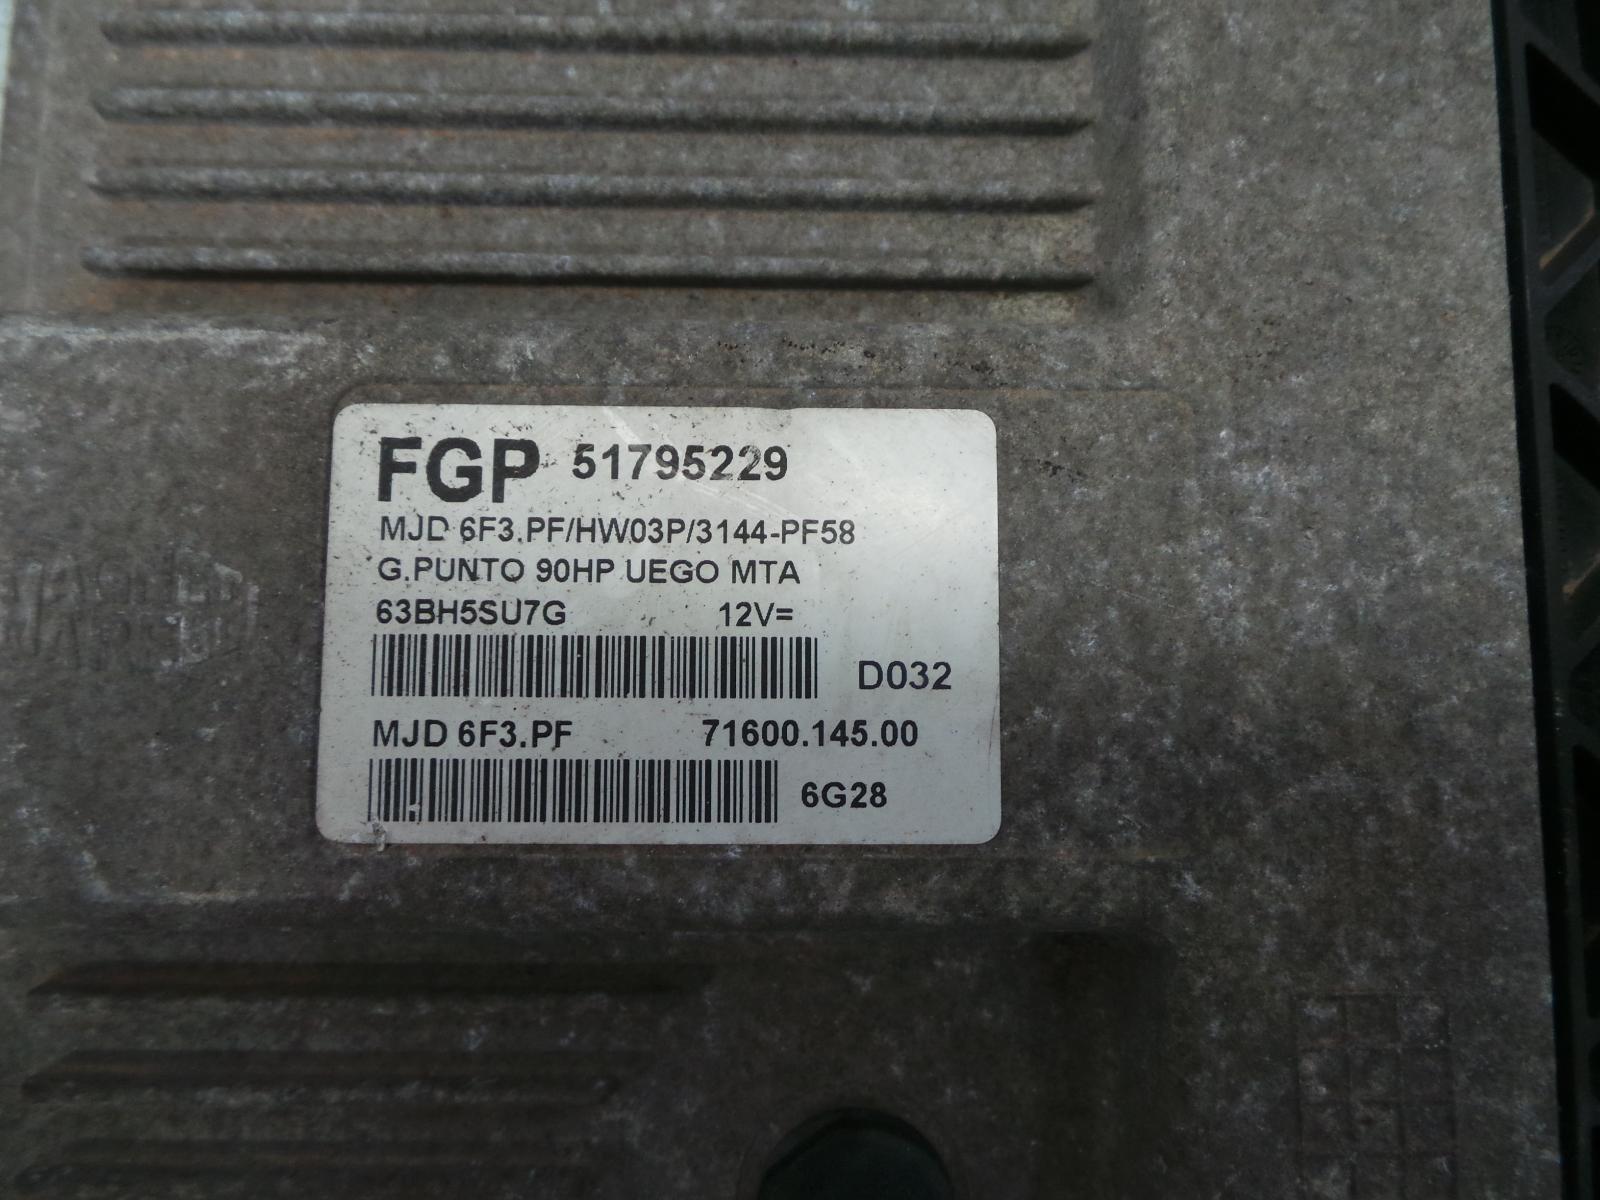 FGP 51795229
MJD 6F3.PF/HW03P/3144-PF58
G.PUNTO 90HP UEGO MTA
63BH5SU7G 12V=
D032
MJD 6F3.PF 71600.145.00
6G28